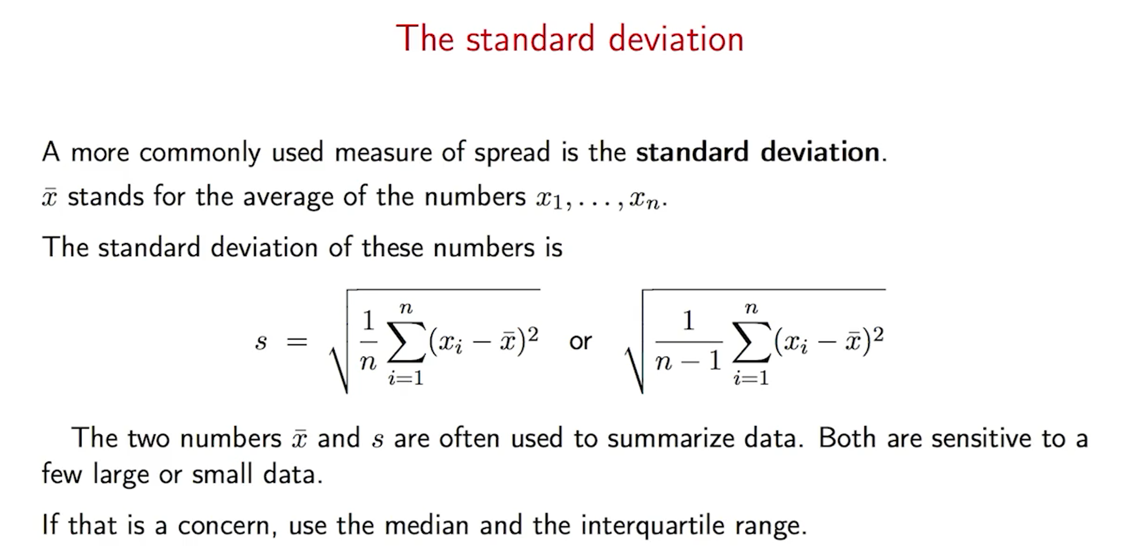 The standard deviation
A more commonly used measure of spread is the standard deviation.
x̄ stands for the average of the numbers x₁, . . . , xₙ.
The standard deviation of these numbers is
s = √(1/n ∑ᵢ₌₁ⁿ (xᵢ − x̄)²) or √(1/(n − 1) ∑ᵢ₌₁ⁿ (xᵢ − x̄)²)
The two numbers x̄ and s are often used to summarize data. Both are sensitive to a
few large or small data.
If that is a concern, use the median and the interquartile range.